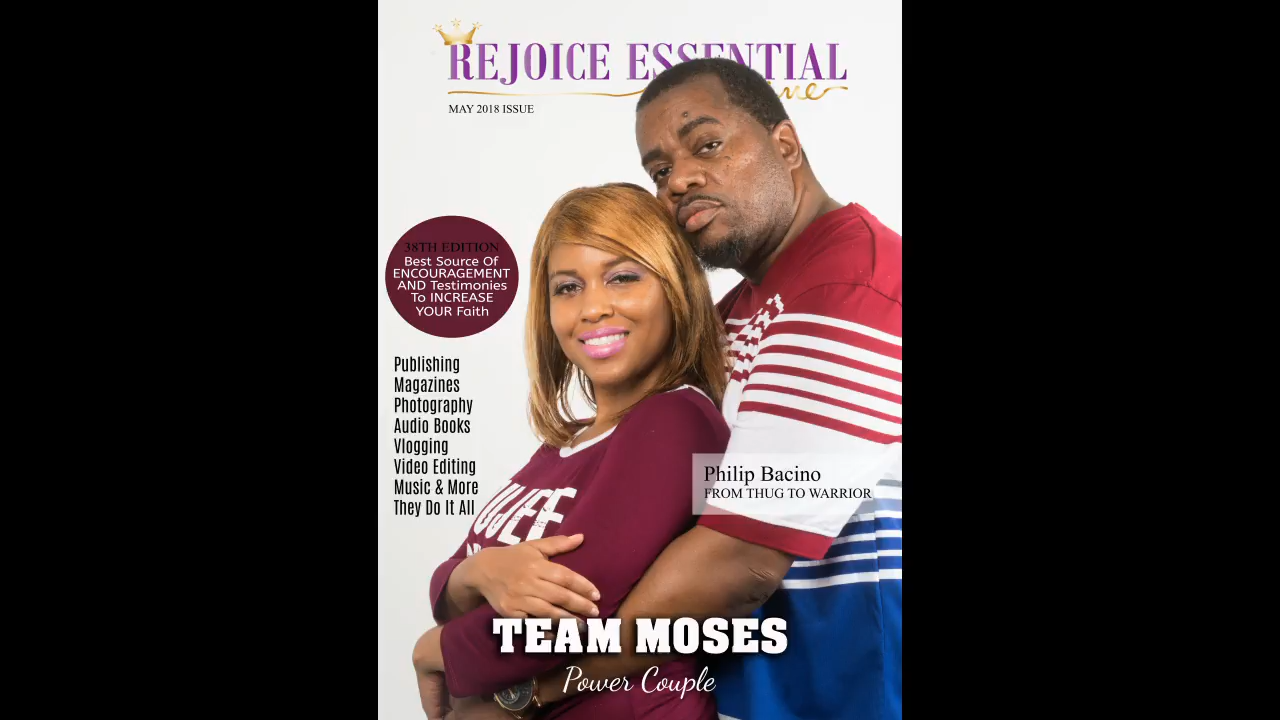 REJOICE ESSENTIAL
MAY 2018 ISSUE
38TH EDITION
Best Source Of
ENCOURAGEMENT
AND Testimonies
To INCREASE
YOUR Faith
Publishing
Magazines
Photography
Audio Books
Vlogging
Video Editing
Music & More
They Do It All
Philip Bacino
FROM THUG TO WARRIOR
TEAM MOSES
Power Couple